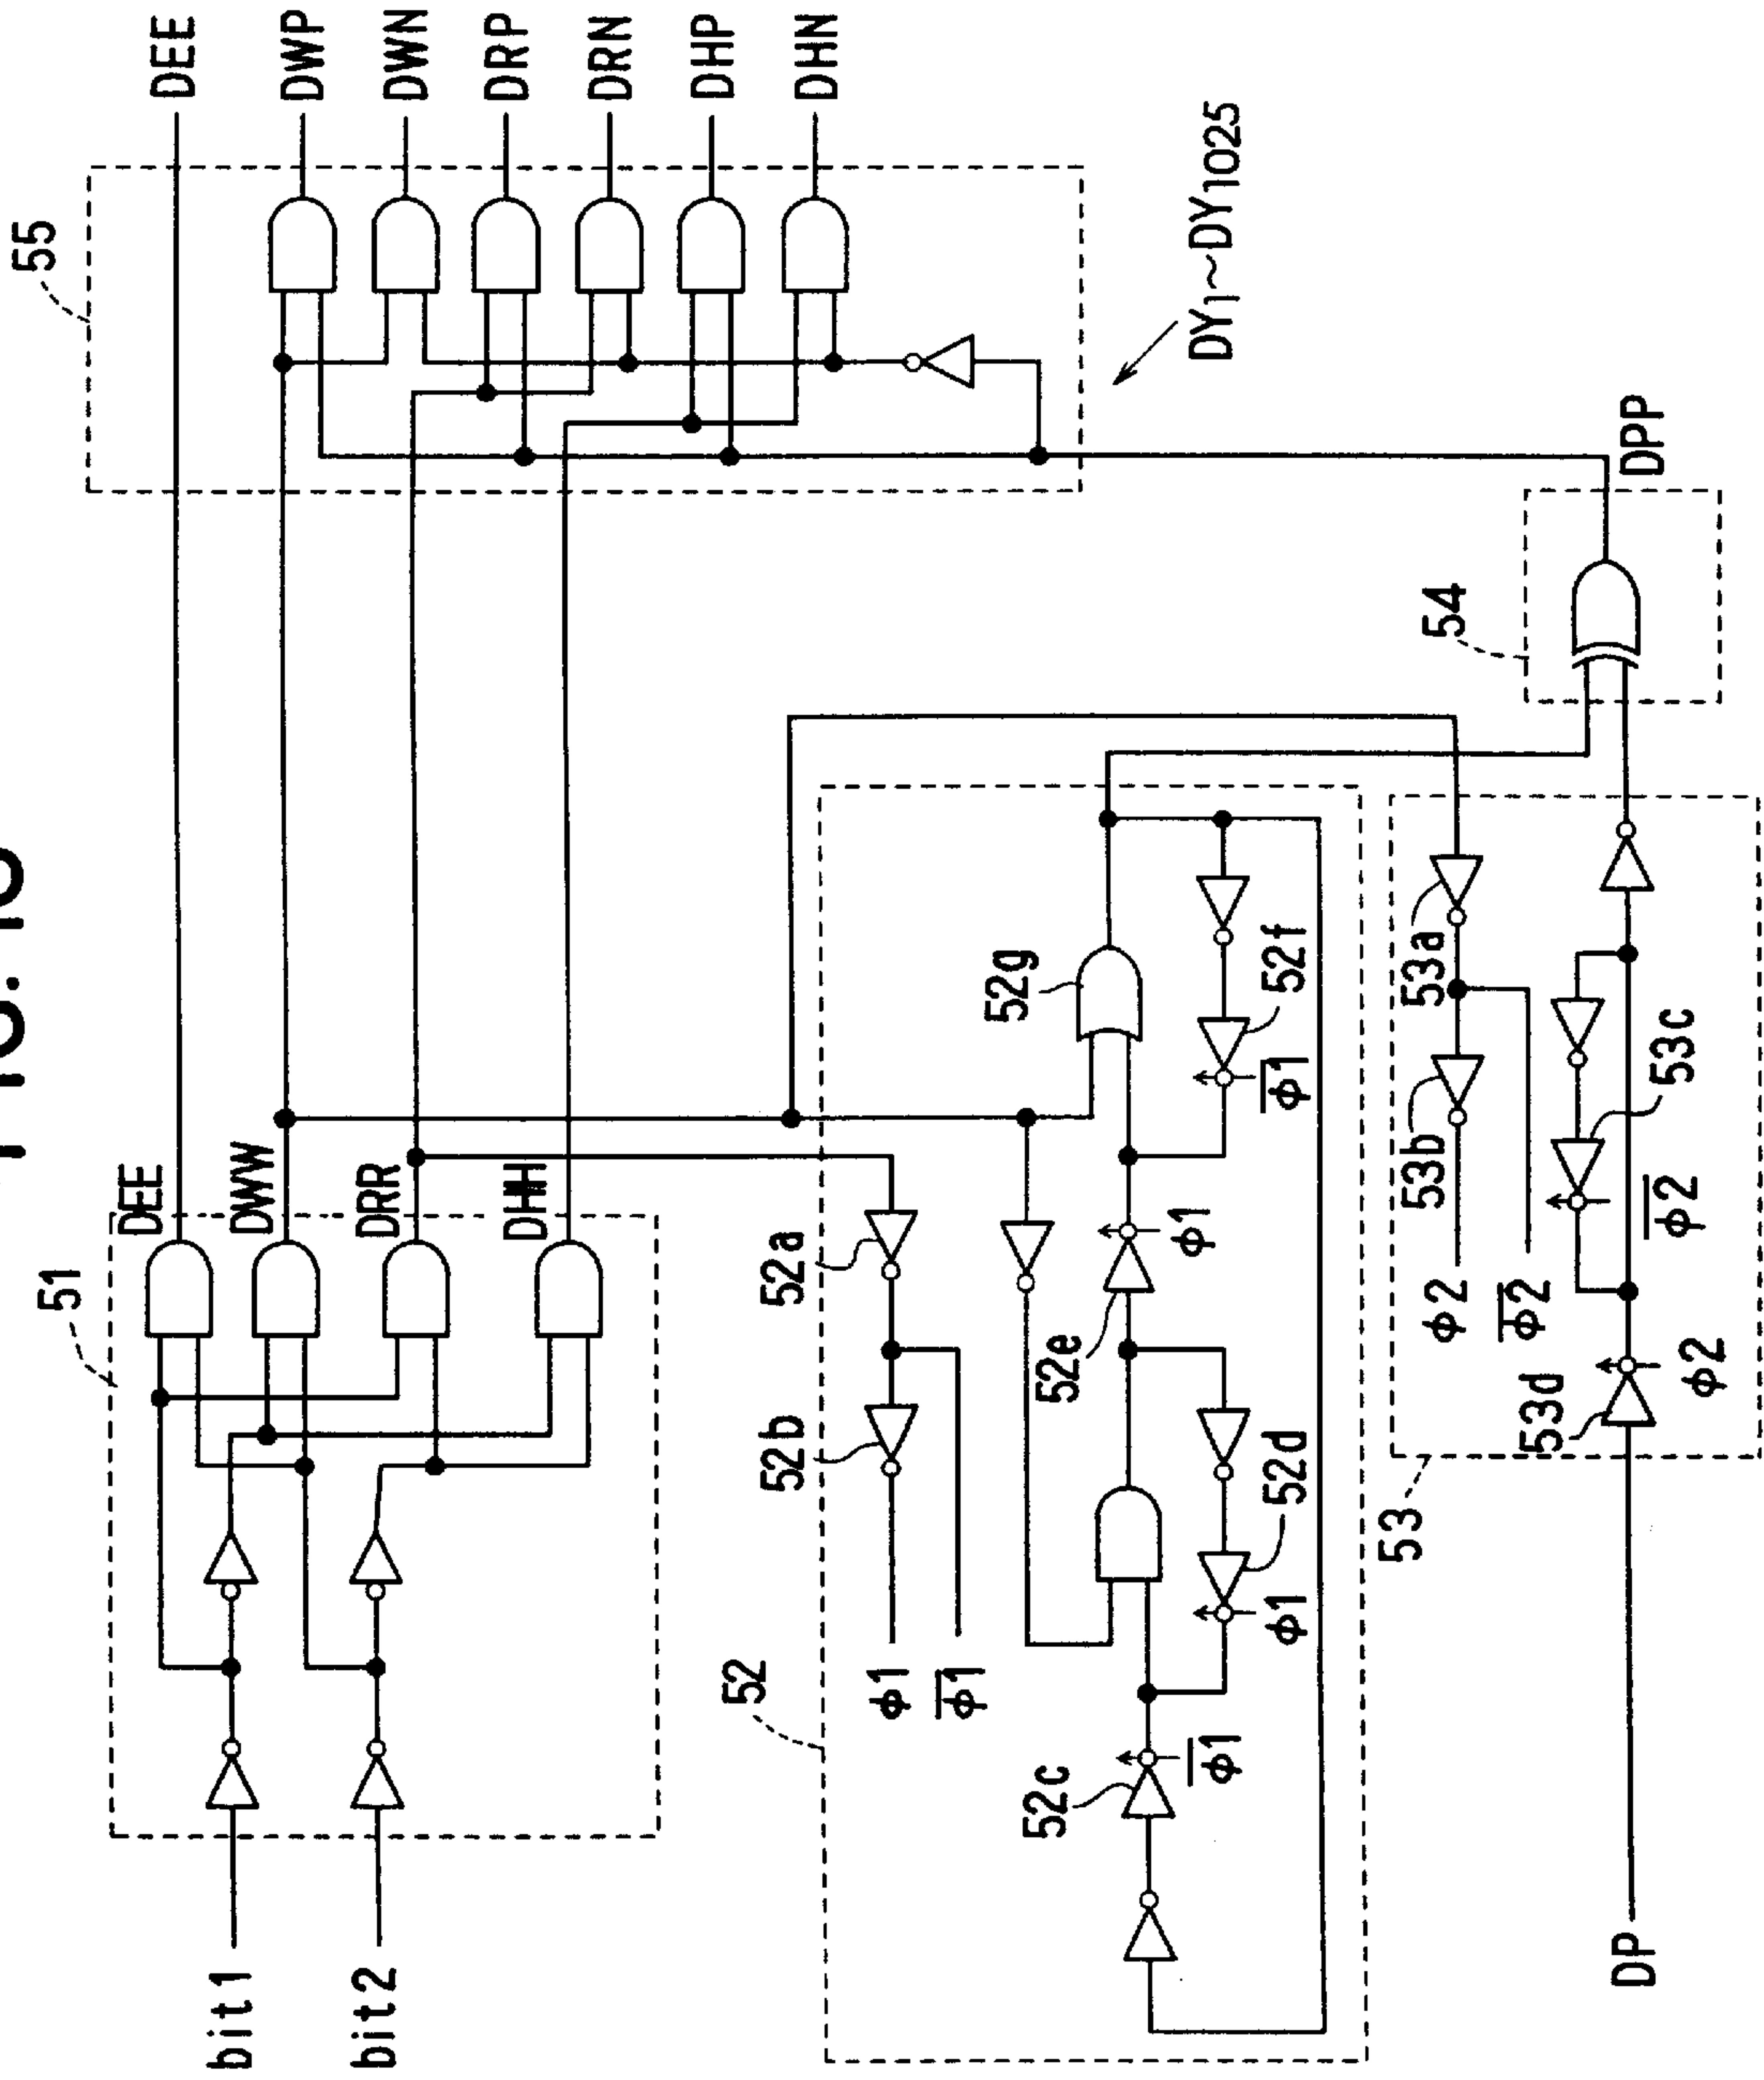 55
DEE
DWP
DWN
DRP
DRN
DHP
DHN
DY1~DY1025
DPP
54
51
DEE
DWW
DRR
DHH
bit1
bit2
52
52a
52b
φ1
φ1
52g
52f
φ1
52e
φ1
52d
φ1
52c
φ1
53
53a
53b
φ2
φ2
53c
φ2
53d
φ2
DP